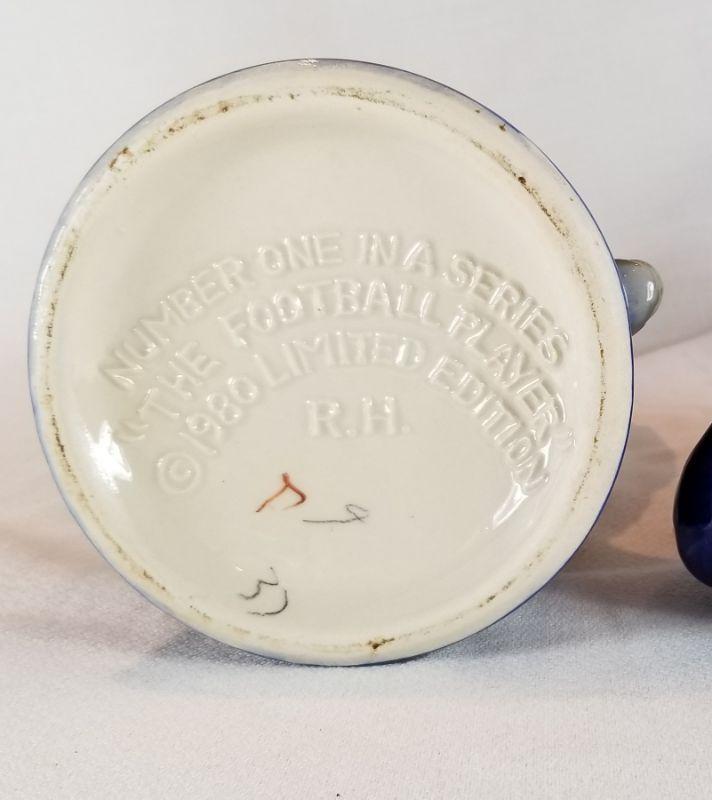 NUMBER ONE IN A SERIES
"THE FOOTBALL PLAYER"
© 1980 LIMITED EDITION
R.H.